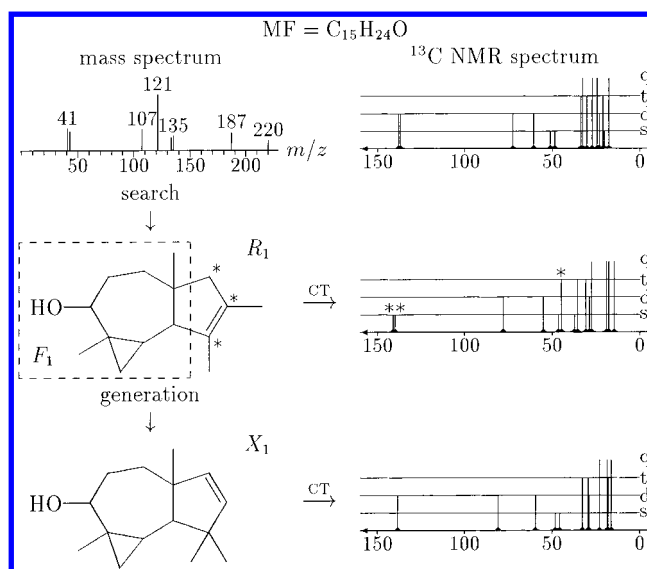 MF = C₁₅H₂₄O
mass spectrum
¹³C NMR spectrum
121
41
107
135
187
220
50
100
150
200
m/z
q
t
d
s
150
100
50
0
search
↓
R₁
HO
*
*
*
F₁
CT
→
* *
*
q
t
d
s
150
100
50
0
generation
↓
X₁
HO
CT
→
q
t
d
s
150
100
50
0